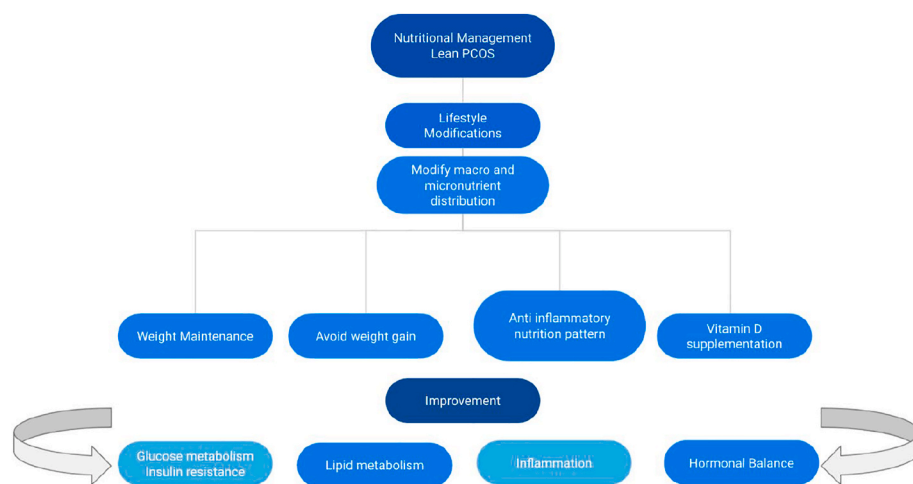 Nutritional Management
Lean PCOS
Lifestyle
Modifications
Modify macro and
micronutrient
distribution
Weight Maintenance
Avoid weight gain
Anti inflammatory
nutrition pattern
Vitamin D
supplementation
Improvement
Glucose metabolism
Insulin resistance
Lipid metabolism
Inflammation
Hormonal Balance